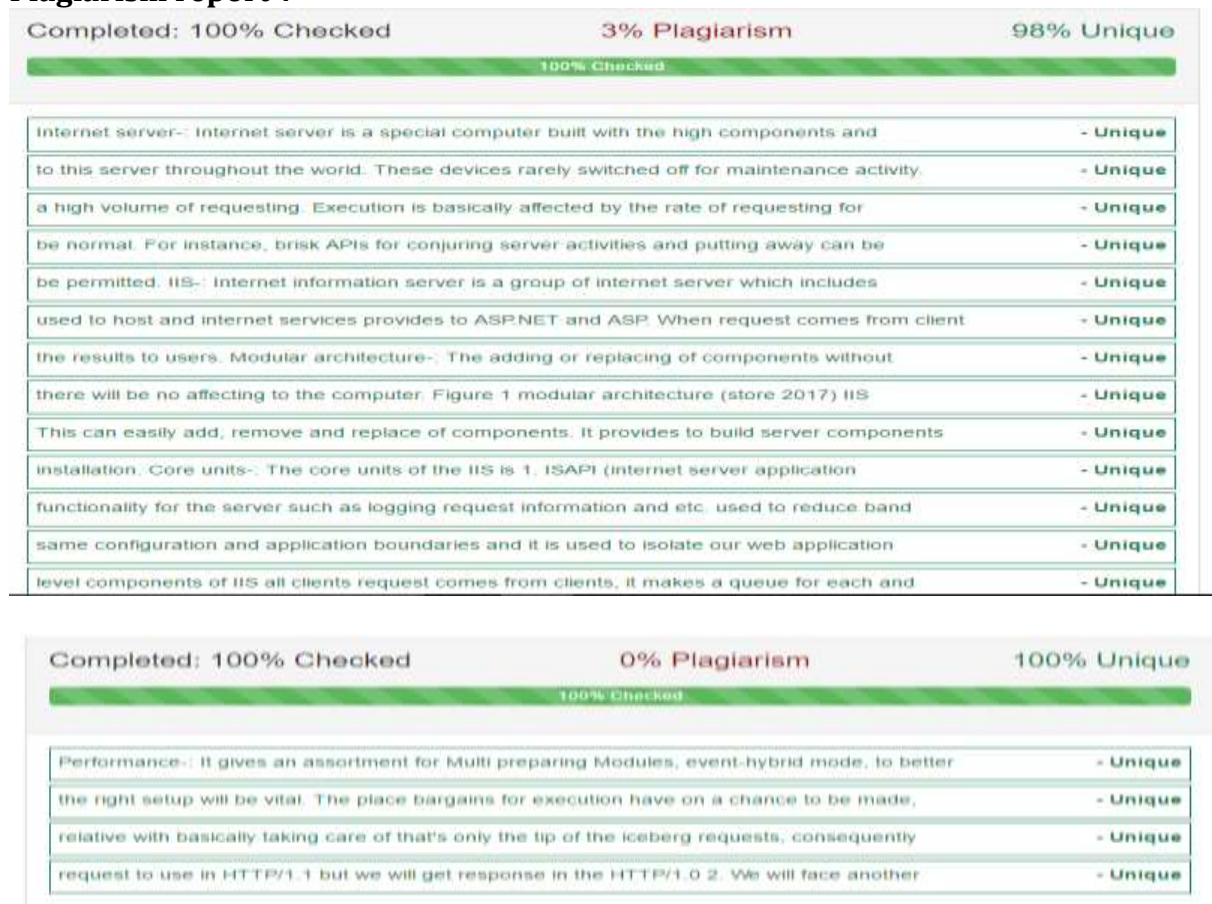 Plagiarism report :
Completed: 100% Checked 3% Plagiarism 98% Unique
100% Checked
Internet server-: Internet server is a special computer built with the high components and - Unique
to this server throughout the world. These devices rarely switched off for maintenance activity. - Unique
a high volume of requesting. Execution is basically affected by the rate of requesting for - Unique
be normal. For instance, brisk APIs for conjuring server activities and putting away can be - Unique
be permitted. IIS-: Internet information server is a group of internet server which includes - Unique
used to host and internet services provides to ASP.NET and ASP. When request comes from client - Unique
the results to users. Modular architecture-: The adding or replacing of components without - Unique
there will be no affecting to the computer. Figure 1 modular architecture (store 2017) IIS - Unique
This can easily add, remove and replace of components. It provides to build server components - Unique
installation. Core units-: The core units of the IIS is 1. ISAPI (internet server application - Unique
functionality for the server such as logging request information and etc. used to reduce band - Unique
same configuration and application boundaries and it is used to isolate our web application - Unique
level components of IIS all clients request comes from clients, it makes a queue for each and - Unique
Completed: 100% Checked 0% Plagiarism 100% Unique
100% Checked
Performance-: It gives an assortment for Multi preparing Modules, event-hybrid mode, to better - Unique
the right setup will be vital. The place bargains for execution have on a chance to be made, - Unique
relative with basically taking care of that's only the tip of the iceberg requests, consequently - Unique
request to use in HTTP/1.1 but we will get response in the HTTP/1.0 2. We will face another - Unique